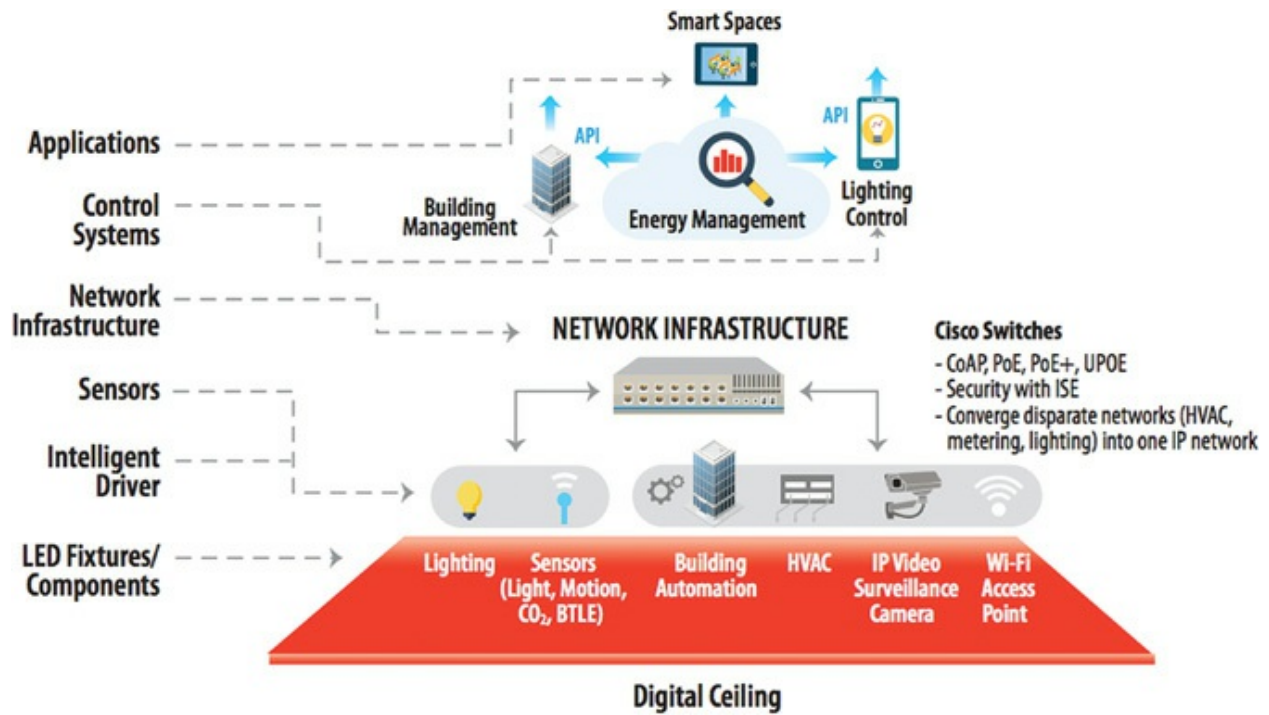 Smart Spaces
API
API
Applications
Control
Systems
Building
Management
Energy Management
Lighting
Control
Network
Infrastructure
NETWORK INFRASTRUCTURE
Cisco Switches
- CoAP, PoE, PoE+, UPOE
- Security with ISE
- Converge disparate networks (HVAC,
metering, lighting) into one IP network
Sensors
Intelligent
Driver
LED Fixtures/
Components
Lighting
Sensors
(Light, Motion,
CO₂, BTLE)
Building
Automation
HVAC
IP Video
Surveillance
Camera
Wi-Fi
Access
Point
Digital Ceiling